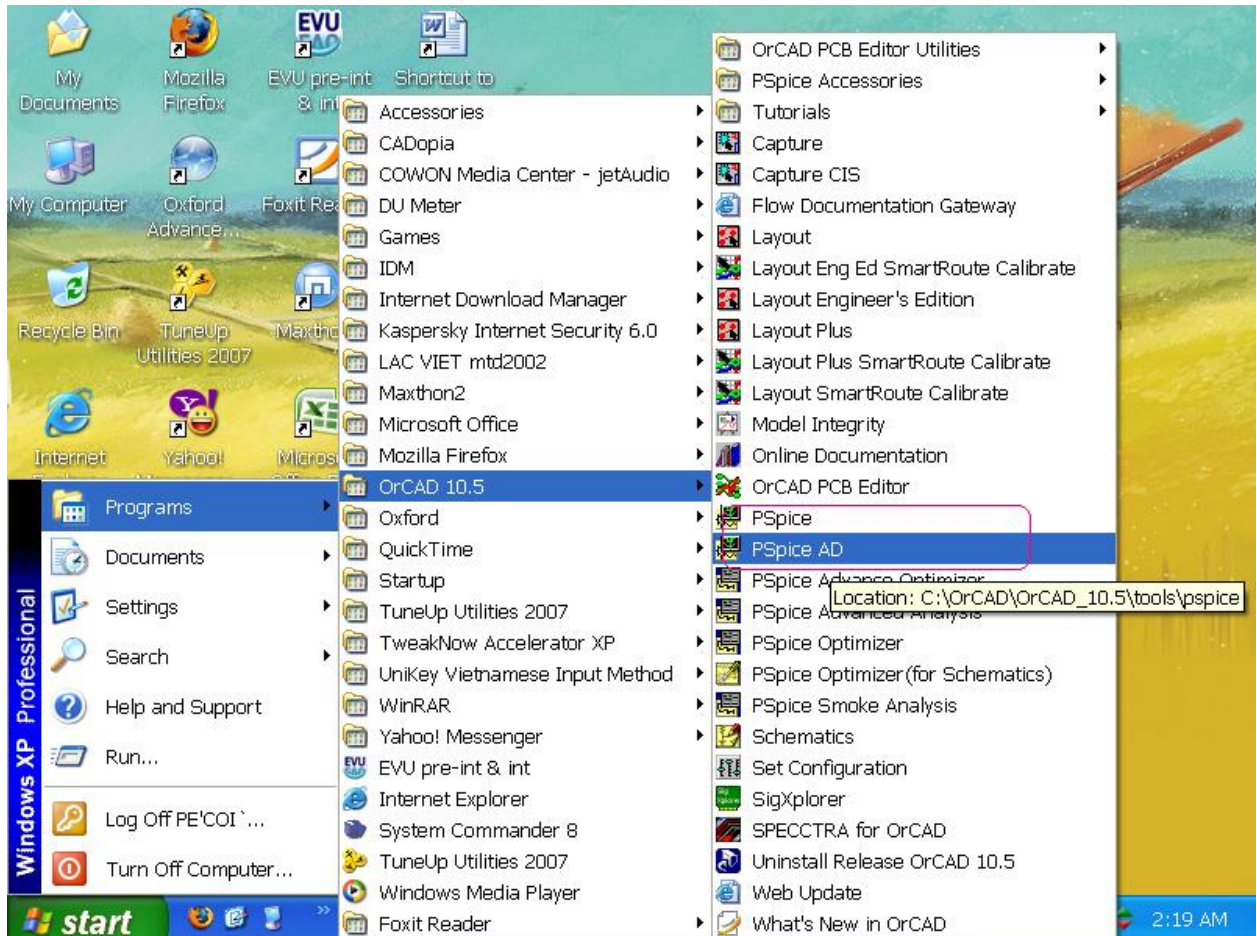 My Documents
Mozilla Firefox
EVU pre-int & int
Shortcut to
My Computer
Oxford Advance...
Foxit Rea
Recycle Bin
TuneUp Utilities 2007
Maxtho
Internet
Yahoo!
Micros
Windows XP Professional
Programs
Documents
Settings
Search
Help and Support
Run...
Log Off PE'COI `...
Turn Off Computer...
start
Accessories
CADopia
COWON Media Center - jetAudio
DU Meter
Games
IDM
Internet Download Manager
Kaspersky Internet Security 6.0
LAC VIET mtd2002
Maxthon2
Microsoft Office
Mozilla Firefox
OrCAD 10.5
Oxford
QuickTime
Startup
TuneUp Utilities 2007
TweakNow Accelerator XP
UniKey Vietnamese Input Method
WinRAR
Yahoo! Messenger
EVU pre-int & int
Internet Explorer
System Commander 8
TuneUp Utilities 2007
Windows Media Player
Foxit Reader
OrCAD PCB Editor Utilities
PSpice Accessories
Tutorials
Capture
Capture CIS
Flow Documentation Gateway
Layout
Layout Eng Ed SmartRoute Calibrate
Layout Engineer's Edition
Layout Plus
Layout Plus SmartRoute Calibrate
Layout SmartRoute Calibrate
Model Integrity
Online Documentation
OrCAD PCB Editor
PSpice
PSpice AD
PSpice Advance Optimizer
Location: C:\OrCAD\OrCAD_10.5\tools\pspice
PSpice Advanced Analysis
PSpice Optimizer
PSpice Optimizer(for Schematics)
PSpice Smoke Analysis
Schematics
Set Configuration
SigXplorer
SPECCTRA for OrCAD
Uninstall Release OrCAD 10.5
Web Update
What's New in OrCAD
2:19 AM